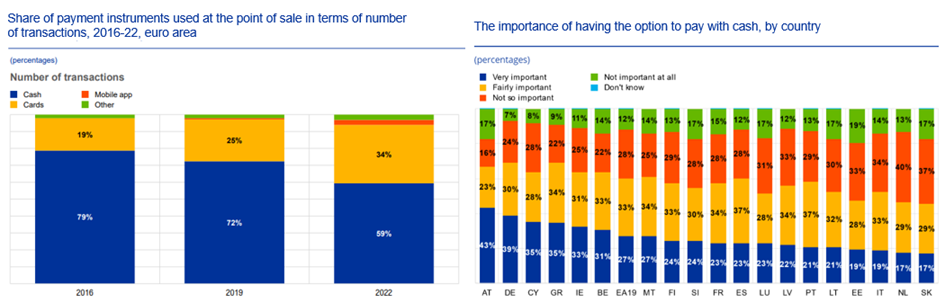 Share of payment instruments used at the point of sale in terms of number
of transactions, 2016-22, euro area
(percentages)
Number of transactions
Cash
Mobile app
Cards
Other
19%
25%
34%
79%
72%
59%
2016
2019
2022
The importance of having the option to pay with cash, by country
(percentages)
Very important
Not important at all
Fairly important
Don't know
Not so important
17% 7% 8% 9% 11% 14% 12% 14% 13% 17% 15% 12% 17% 12% 13% 17% 19% 14% 13% 17%
16% 24% 28% 22% 25% 22% 28% 25% 29% 28% 28% 28% 31% 33% 29% 30% 33% 34% 40% 37%
23% 30% 28% 34% 31% 33% 33% 34% 33% 30% 34% 37% 28% 34% 37% 32% 28% 33% 29% 29%
43% 39% 35% 35% 33% 31% 27% 27% 24% 24% 23% 23% 23% 22% 21% 21% 19% 19% 17% 17%
AT DE CY GR IE BE EA19 MT FI SI FR ES LU LV PT LT EE IT NL SK